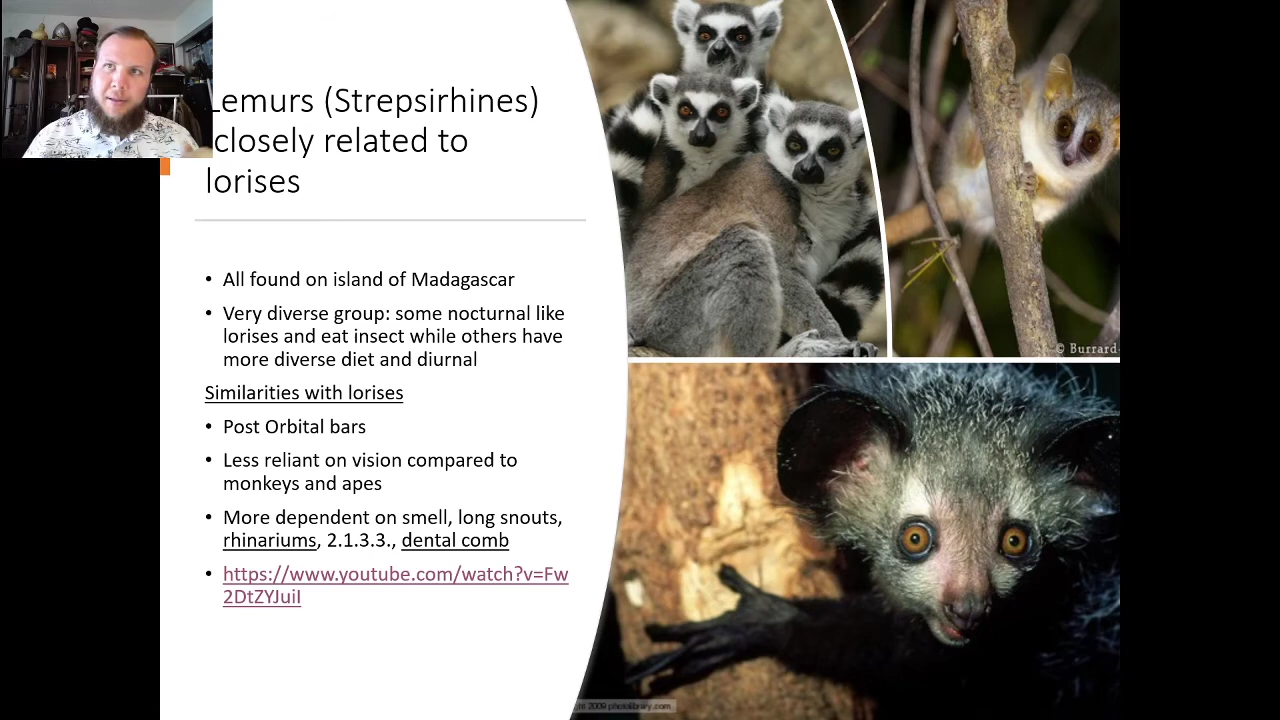 Lemurs (Strepsirhines)
closely related to
lorises
• All found on island of Madagascar
• Very diverse group: some nocturnal like
lorises and eat insect while others have
more diverse diet and diurnal
Similarities with lorises
• Post Orbital bars
• Less reliant on vision compared to
monkeys and apes
• More dependent on smell, long snouts,
rhinariums, 2.1.3.3., dental comb
• https://www.youtube.com/watch?v=Fw
2DtZYJuiI
© Burrard-
2009 photolibrary.com